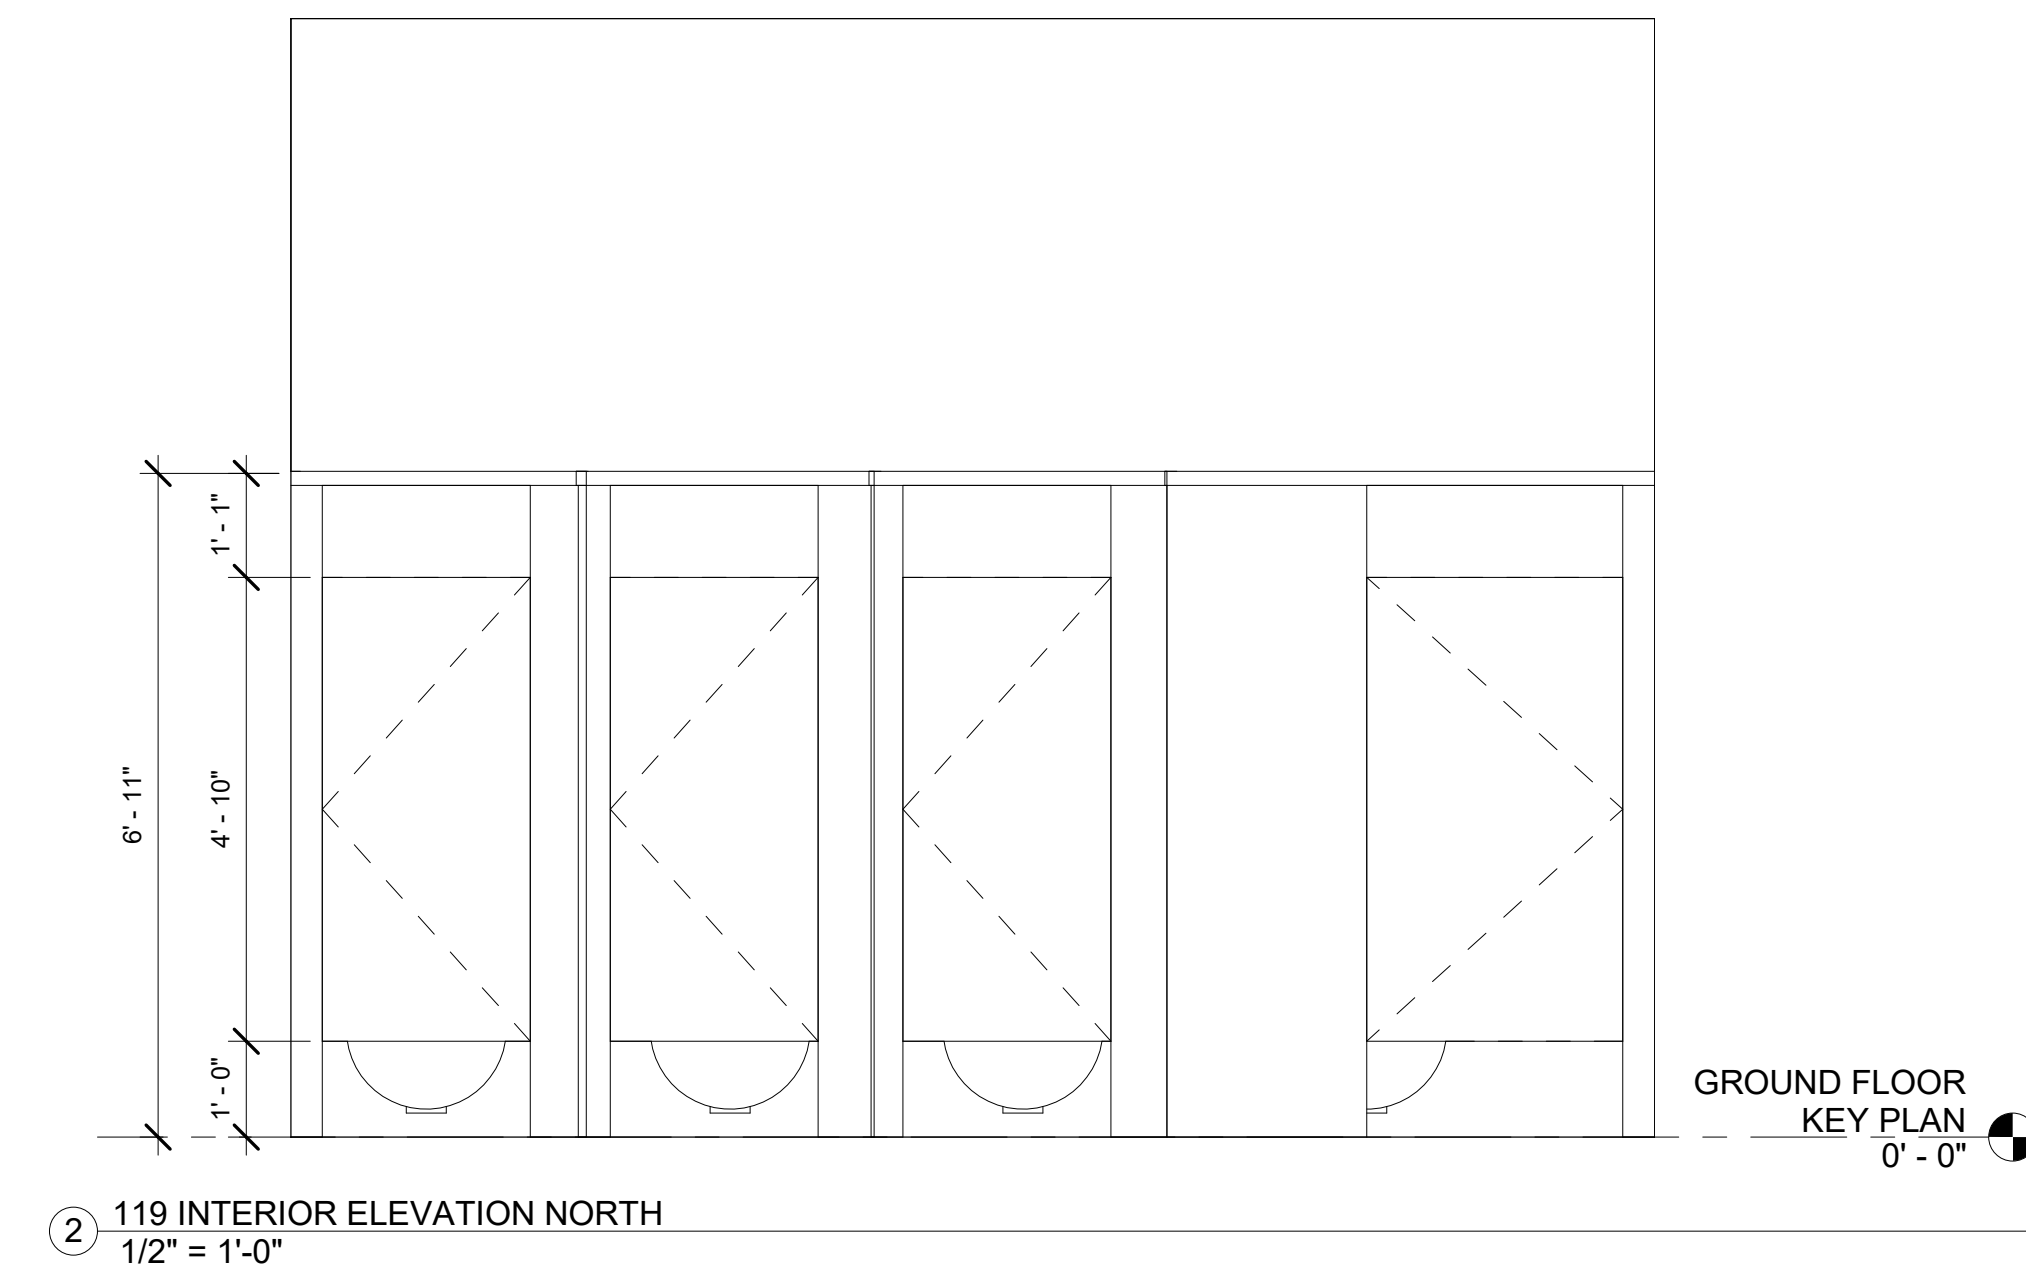 1' - 1"
6' - 11"
4' - 10"
1' - 0"
GROUND FLOOR
KEY PLAN
0' - 0"
2
119 INTERIOR ELEVATION NORTH
1/2" = 1'-0"